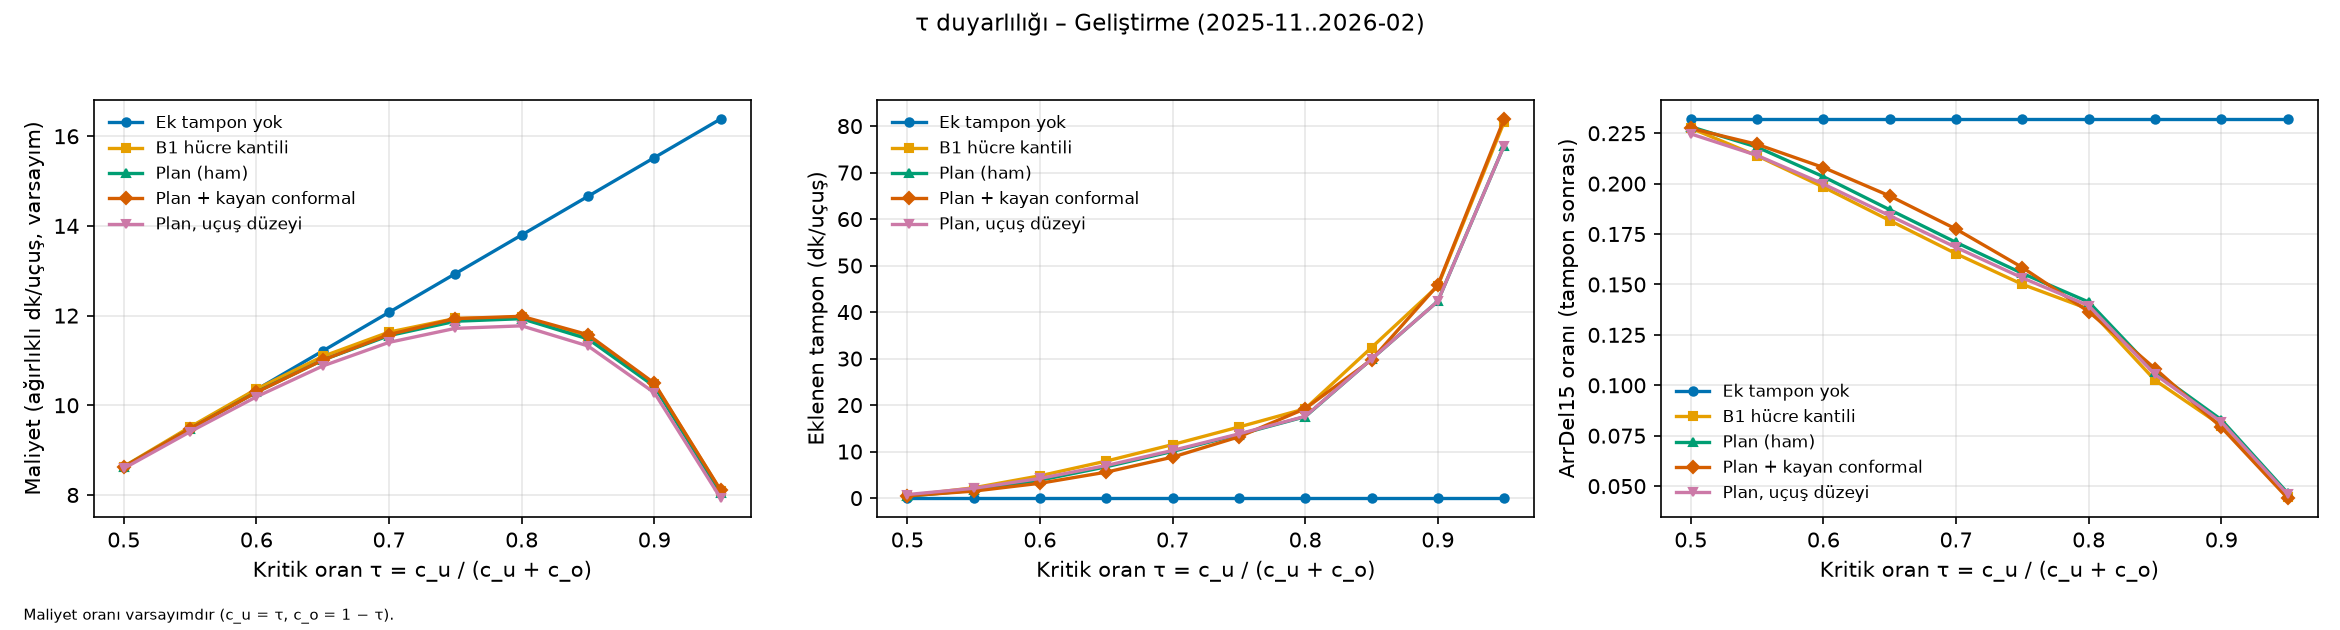 τ duyarlılığı – Geliştirme (2025-11..2026-02)
Maliyet (ağırlıklı dk/uçuş, varsayım)
16
14
12
10
8
Ek tampon yok
B1 hücre kantili
Plan (ham)
Plan + kayan conformal
Plan, uçuş düzeyi
0.5 0.6 0.7 0.8 0.9
Kritik oran τ = c_u / (c_u + c_o)
Eklenen tampon (dk/uçuş)
80
70
60
50
40
30
20
10
0
Ek tampon yok
B1 hücre kantili
Plan (ham)
Plan + kayan conformal
Plan, uçuş düzeyi
0.5 0.6 0.7 0.8 0.9
Kritik oran τ = c_u / (c_u + c_o)
ArrDel15 oranı (tampon sonrası)
0.225
0.200
0.175
0.150
0.125
0.100
0.075
0.050
Ek tampon yok
B1 hücre kantili
Plan (ham)
Plan + kayan conformal
Plan, uçuş düzeyi
0.5 0.6 0.7 0.8 0.9
Kritik oran τ = c_u / (c_u + c_o)
Maliyet oranı varsayımdır (c_u = τ, c_o = 1 − τ).